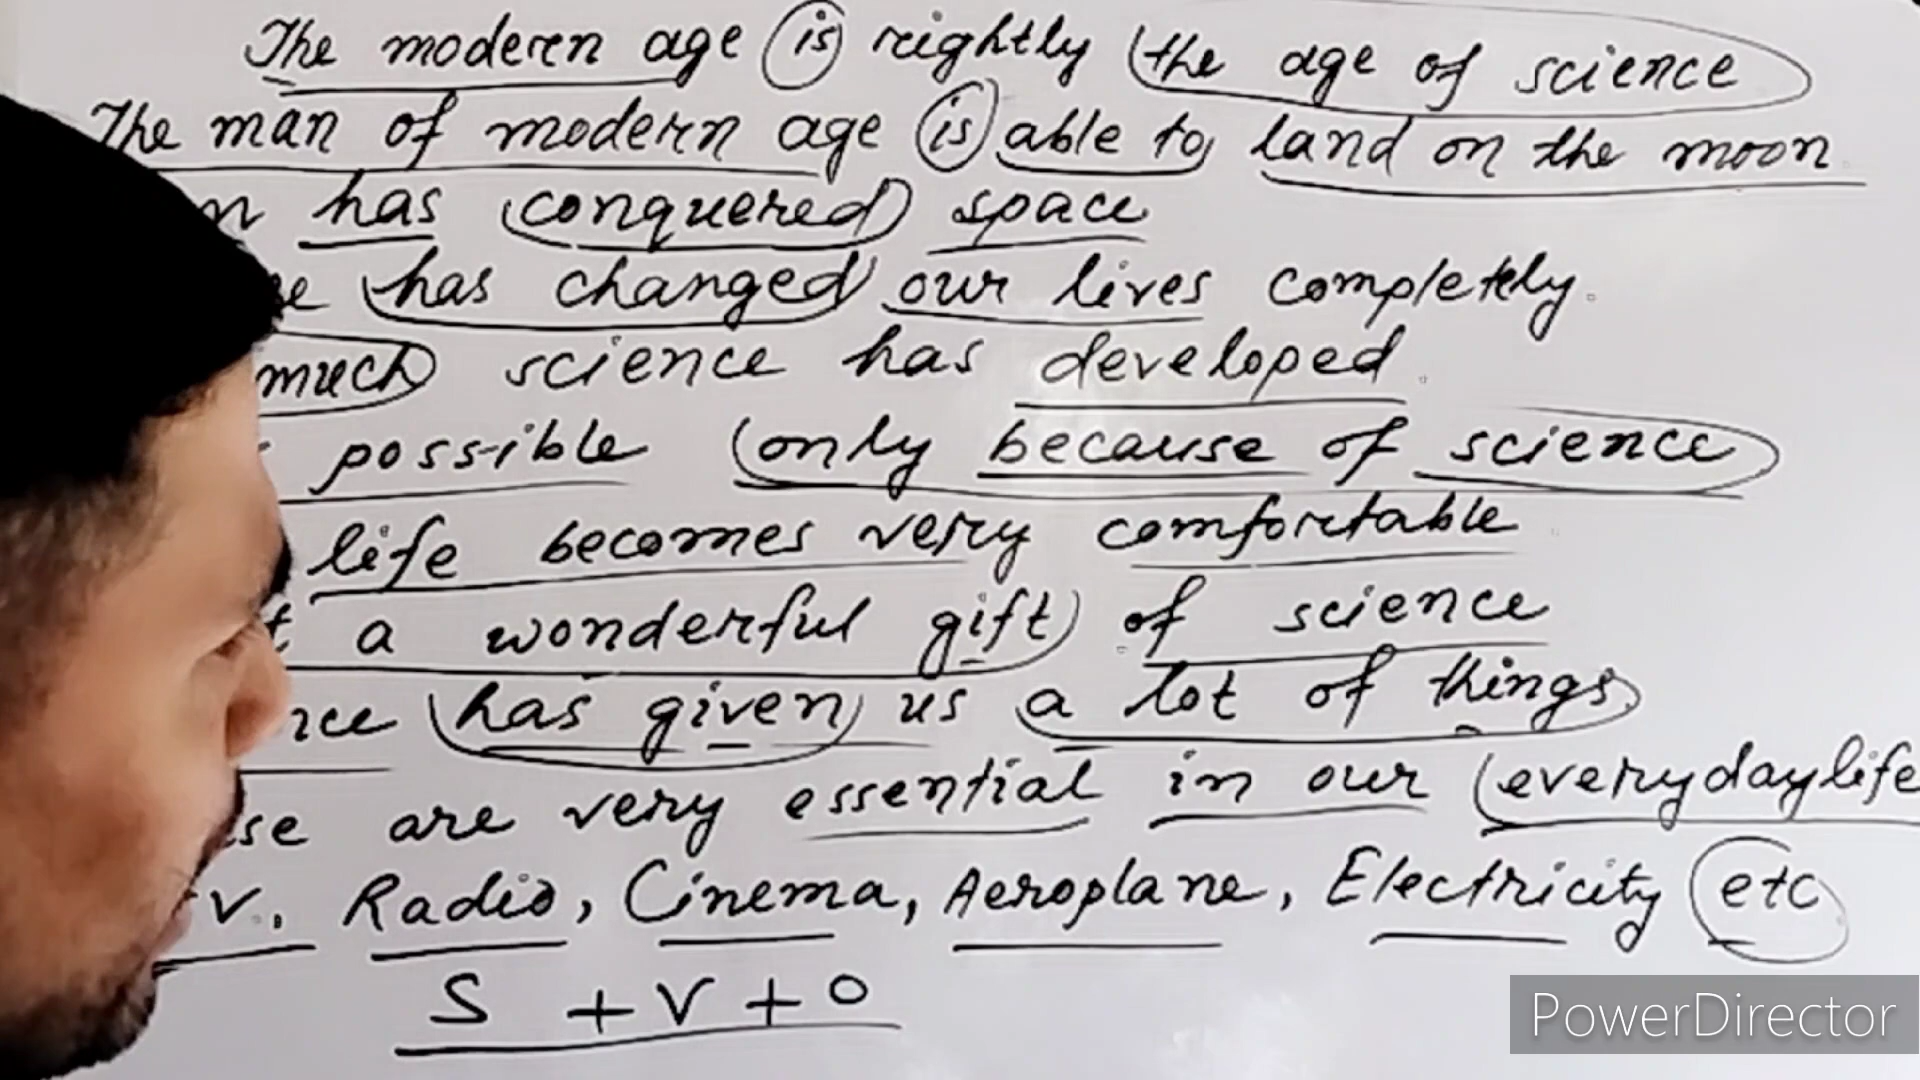 The modern age is rightly the age of science
The man of modern age is able to land on the moon
has conquered space
has changed our lives completely.
much science has developed.
possible only because of science
life becomes very comfortable
a wonderful gift of science
has given us a lot of things
are very essential in our everyday life
V. Radio, Cinema, Aeroplane, Electricity etc
S + V + O
PowerDirector